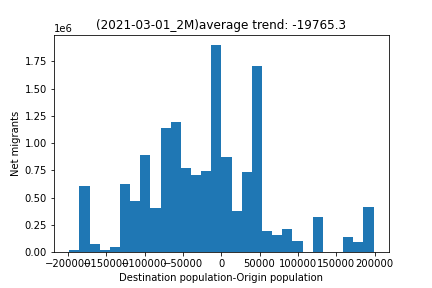 (2021-03-01_2M)average trend: -19765.3
1e6
1.75
1.50
1.25
1.00
0.75
0.50
0.25
0.00
Net migrants
-200000 -150000 -100000 -50000 0 50000 100000 150000 200000
Destination population-Origin population